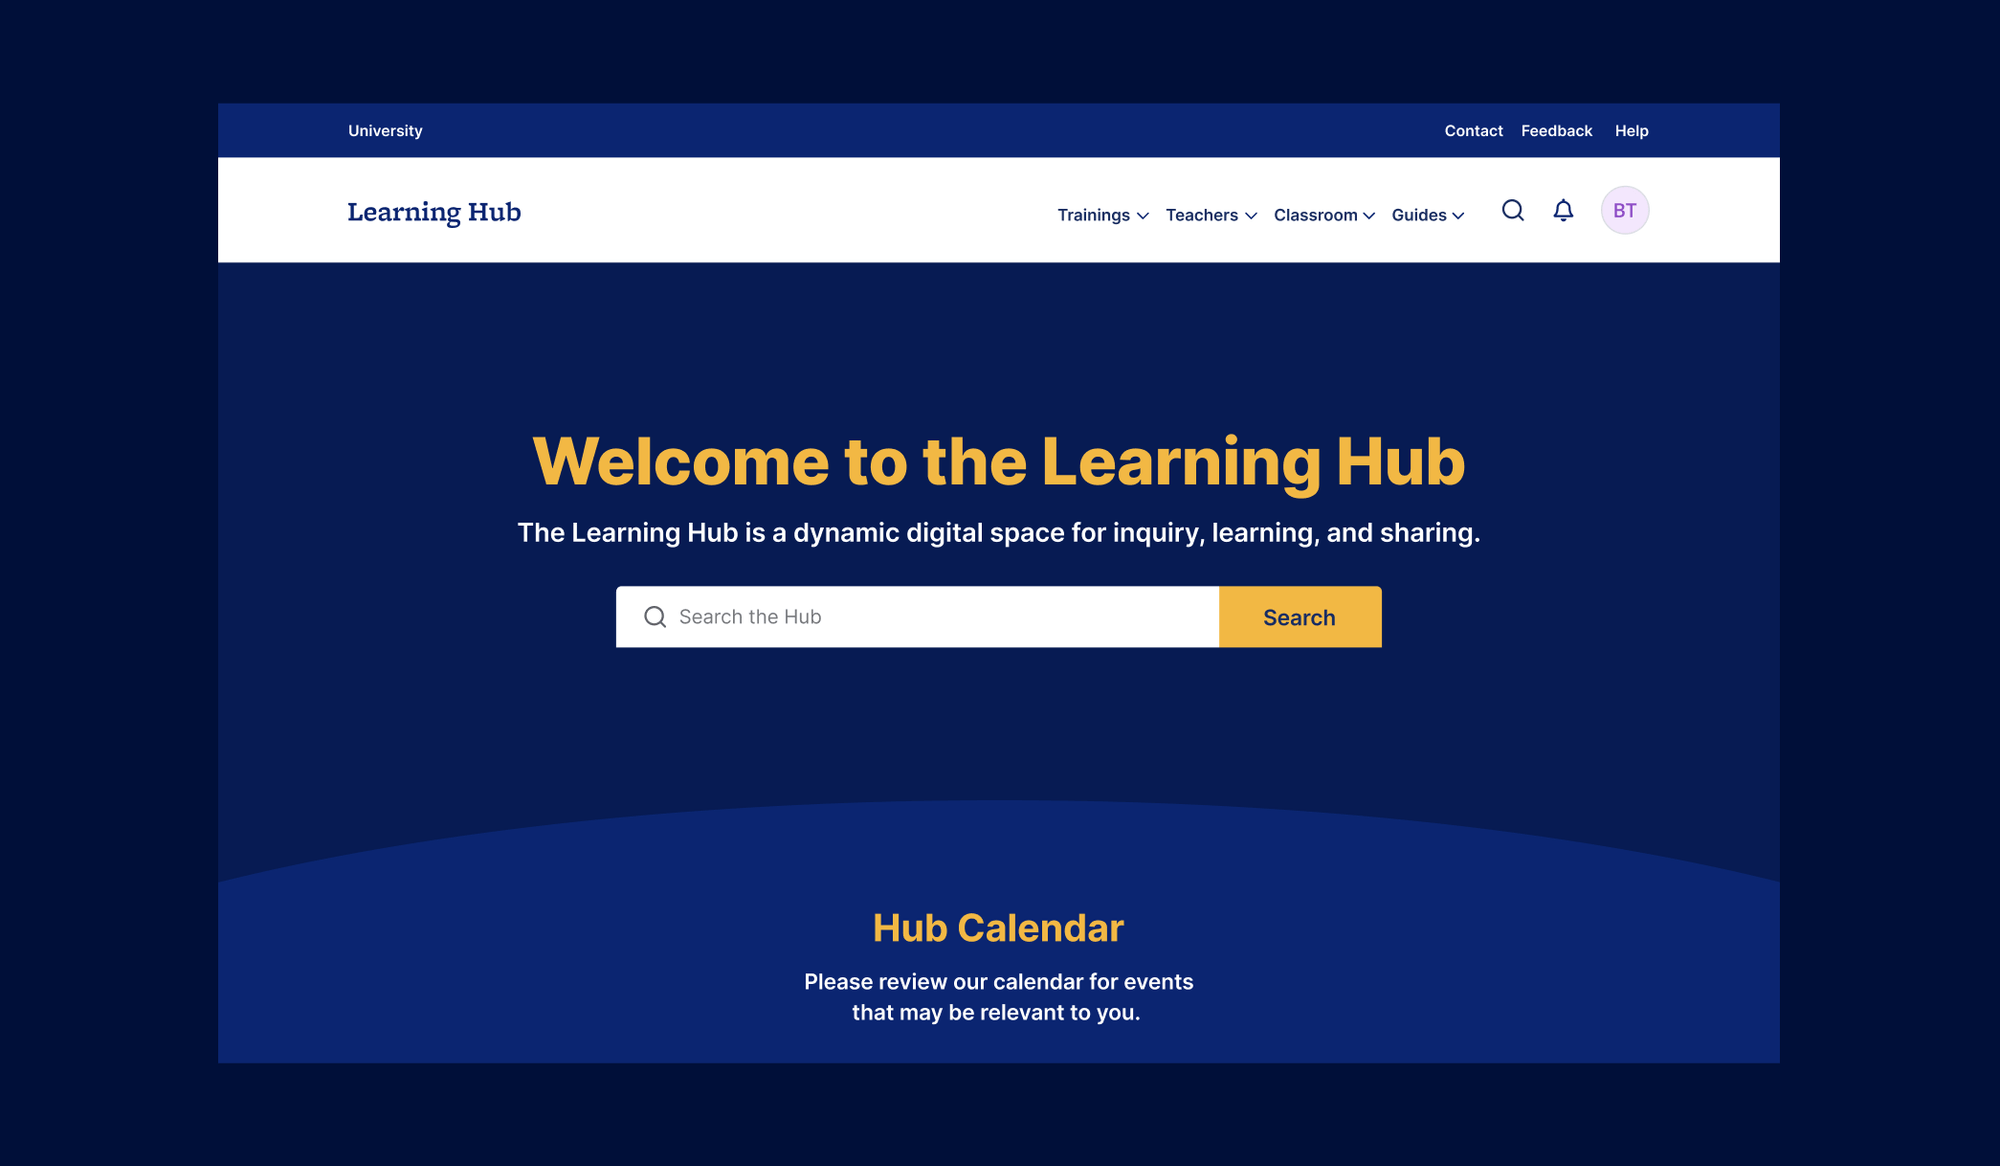 University
Contact Feedback Help
Learning Hub
Trainings Teachers Classroom Guides BT
Welcome to the Learning Hub
The Learning Hub is a dynamic digital space for inquiry, learning, and sharing.
Search the Hub Search
Hub Calendar
Please review our calendar for events
that may be relevant to you.